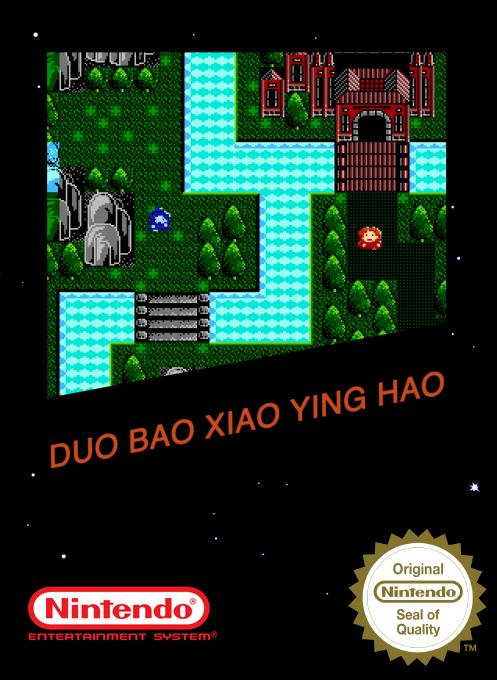 DUO BAO XIAO YING HAO
Nintendo®
ENTERTAINMENT SYSTEM®
Original
Nintendo
Seal of
Quality
TM